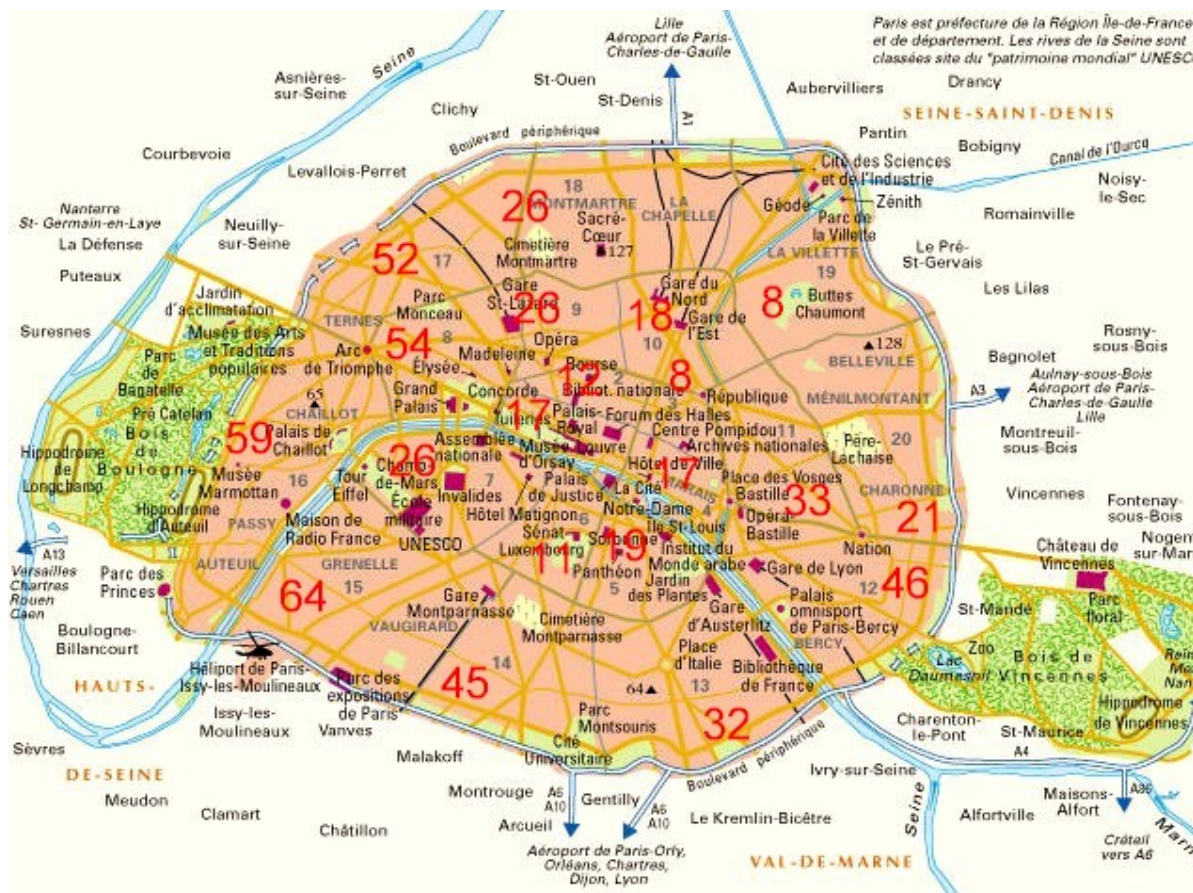 Paris est préfecture de la Région Île-de-France
et de département. Les rives de la Seine sont
classées site du "patrimoine mondial" UNESCO
Lille
Aéroport de Paris-
Charles-de-Gaulle
Seine
Asnières-
sur-Seine
St-Ouen
Clichy
St-Denis
A1
Aubervilliers
Drancy
SEINE-SAINT-DENIS
Boulevard périphérique
Pantin
Bobigny
Canal de l'Ourcq
Courbevoie
Levallois-Perret
Cité des Sciences
et de l'Industrie
Noisy-
le-Sec
18
MONTMARTRE
26
LA
CHAPELLE
Géode
Zénith
Romainville
Nanterre
St-Germain-en-Laye
La Défense
Neuilly-
sur-Seine
Sacré-
Cœur
127
Parc de
la Villette
Cimetière
Montmartre
52
17
LA VILLETTE
Le Pré-
St-Gervais
Puteaux
19
Gare
St-Lazare
26
9
Gare du
Nord
18
8
Buttes
Chaumont
Les Lilas
Jardin
d'acclimatation
Parc
Monceau
Suresnes
Musée des Arts
et Traditions
populaires
TERNES
54
8
Gare de
l'Est
10
Opéra
Madeleine
128
BELLEVILLE
Rosny-
sous-Bois
Arc
de Triomphe
Parc
de
Bagatelle
Élysée
Bourse
2
8
Bagnolet
Aulnay-sous-Bois
Aéroport de Paris-
Charles-de-Gaulle
Lille
A3
65
Grand
Palais
Concorde
Bibliot. nationale
République
MÉNILMONTANT
Pré Catelan
CHAILLOT
17
Tuileries
Palais-
Royal
Forum des Halles
Bois
de
Boulogne
59
Palais de
Chaillot
Assemblée
nationale
Musée
d'Orsay
Louvre
Centre Pompidou
11
Archives nationales
Père-
Lachaise
20
Montreuil-
sous-Bois
Hippodrome
de
Longchamp
Musée
Marmottan
16
Tour
Eiffel
Champ-
de-Mars
26
7
Hôtel de Ville
17
MARAIS
Place des Vosges
CHARONNE
Vincennes
Invalides
Palais
de Justice
La Cité
4
Bastille
33
Fontenay-
sous-Bois
Hippodrome
d'Auteuil
PASSY
Maison de
Radio France
École
militaire
Hôtel Matignon
Notre-Dame
Île St-Louis
Opéra-
Bastille
21
Nogent-
sur-Marne
UNESCO
Sénat
Luxembourg
6
11
Sorbonne
19
Institut du
Monde arabe
Nation
Château de
Vincennes
A13
Versailles
Chartres
Rouen
Caen
AUTEUIL
GRENELLE
15
Panthéon
5
Jardin
des Plantes
Gare de Lyon
12
46
Parc des
Princes
64
Gare
Montparnasse
Cimetière
Montparnasse
Gare
d'Austerlitz
Palais
omnisport
de Paris-Bercy
BERCY
St-Mandé
Parc
floral
Boulogne-
Billancourt
VAUGIRARD
Place
d'Italie
Zoo
Bois de
Vincennes
Lac
Daumesnil
Héliport de Paris-
Issy-les-Moulineaux
14
45
64
13
Bibliothèque
de France
HAUTS-
Parc des
expositions
de Paris
Issy-les-
Moulineaux
Vanves
Parc
Montsouris
32
Charenton-
le-Pont
Hippodrome
de Vincennes
St-Maurice
A4
Sèvres
Malakoff
Cité
Universitaire
Boulevard périphérique
Ivry-sur-Seine
DE-SEINE
Meudon
Clamart
Montrouge
A6
A10
Gentilly
A6
A10
Le Kremlin-Bicêtre
Seine
Alfortville
Maisons-
Alfort
A86
Châtillon
Arcueil
Marne
Aéroport de Paris-Orly,
Orléans, Chartres,
Dijon, Lyon
VAL-DE-MARNE
Créteil
vers A6